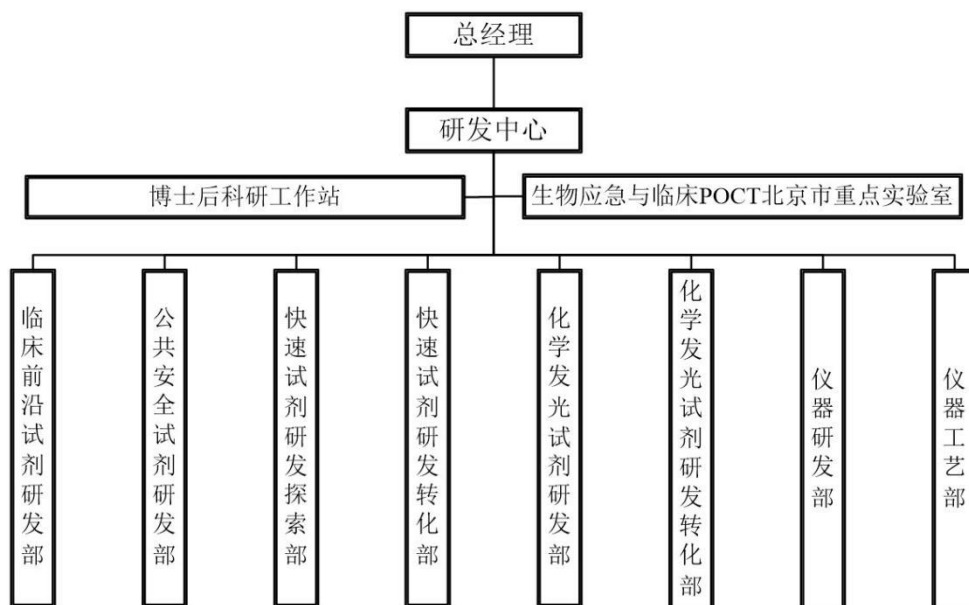 总经理
研发中心
博士后科研工作站
生物应急与临床POCT北京市重点实验室
临床前沿试剂研发部
公共安全试剂研发部
快速试剂研发探索部
快速试剂研发转化部
化学发光试剂研发部
化学发光试剂研发转化部
仪器研发部
仪器工艺部